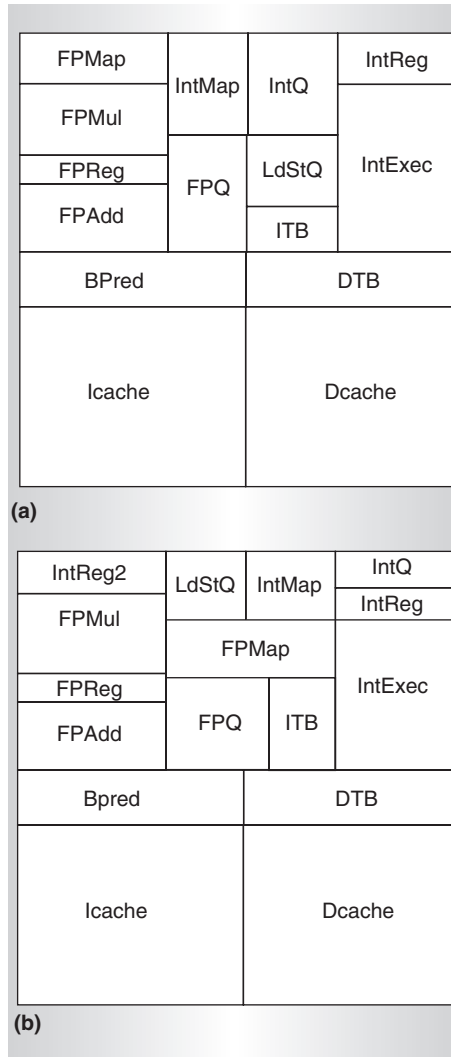 FPMap
IntMap
IntQ
IntReg
FPMul
FPReg
FPQ
LdStQ
IntExec
FPAdd
ITB
BPred
DTB
Icache
Dcache
(a)
IntReg2
LdStQ
IntMap
IntQ
IntReg
FPMul
FPMap
FPReg
IntExec
FPAdd
FPQ
ITB
Bpred
DTB
Icache
Dcache
(b)